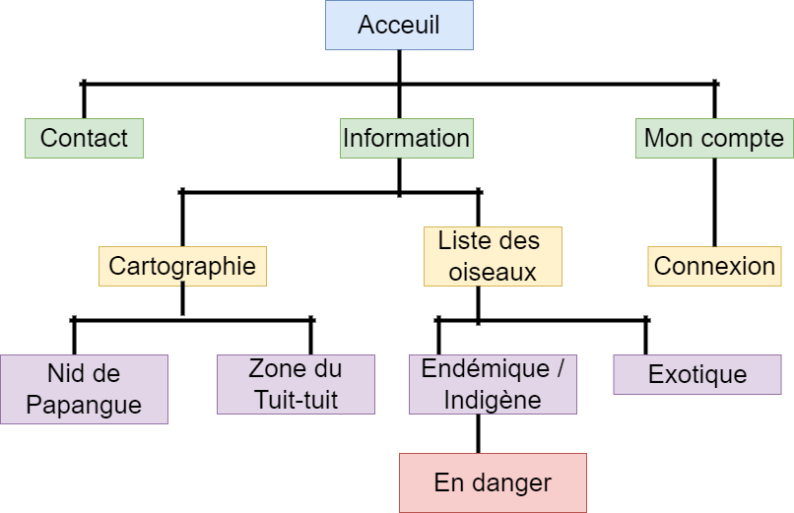 Acceuil
Contact
Information
Mon compte
Cartographie
Liste des
oiseaux
Connexion
Nid de
Papangue
Zone du
Tuit-tuit
Endémique /
Indigène
Exotique
En danger